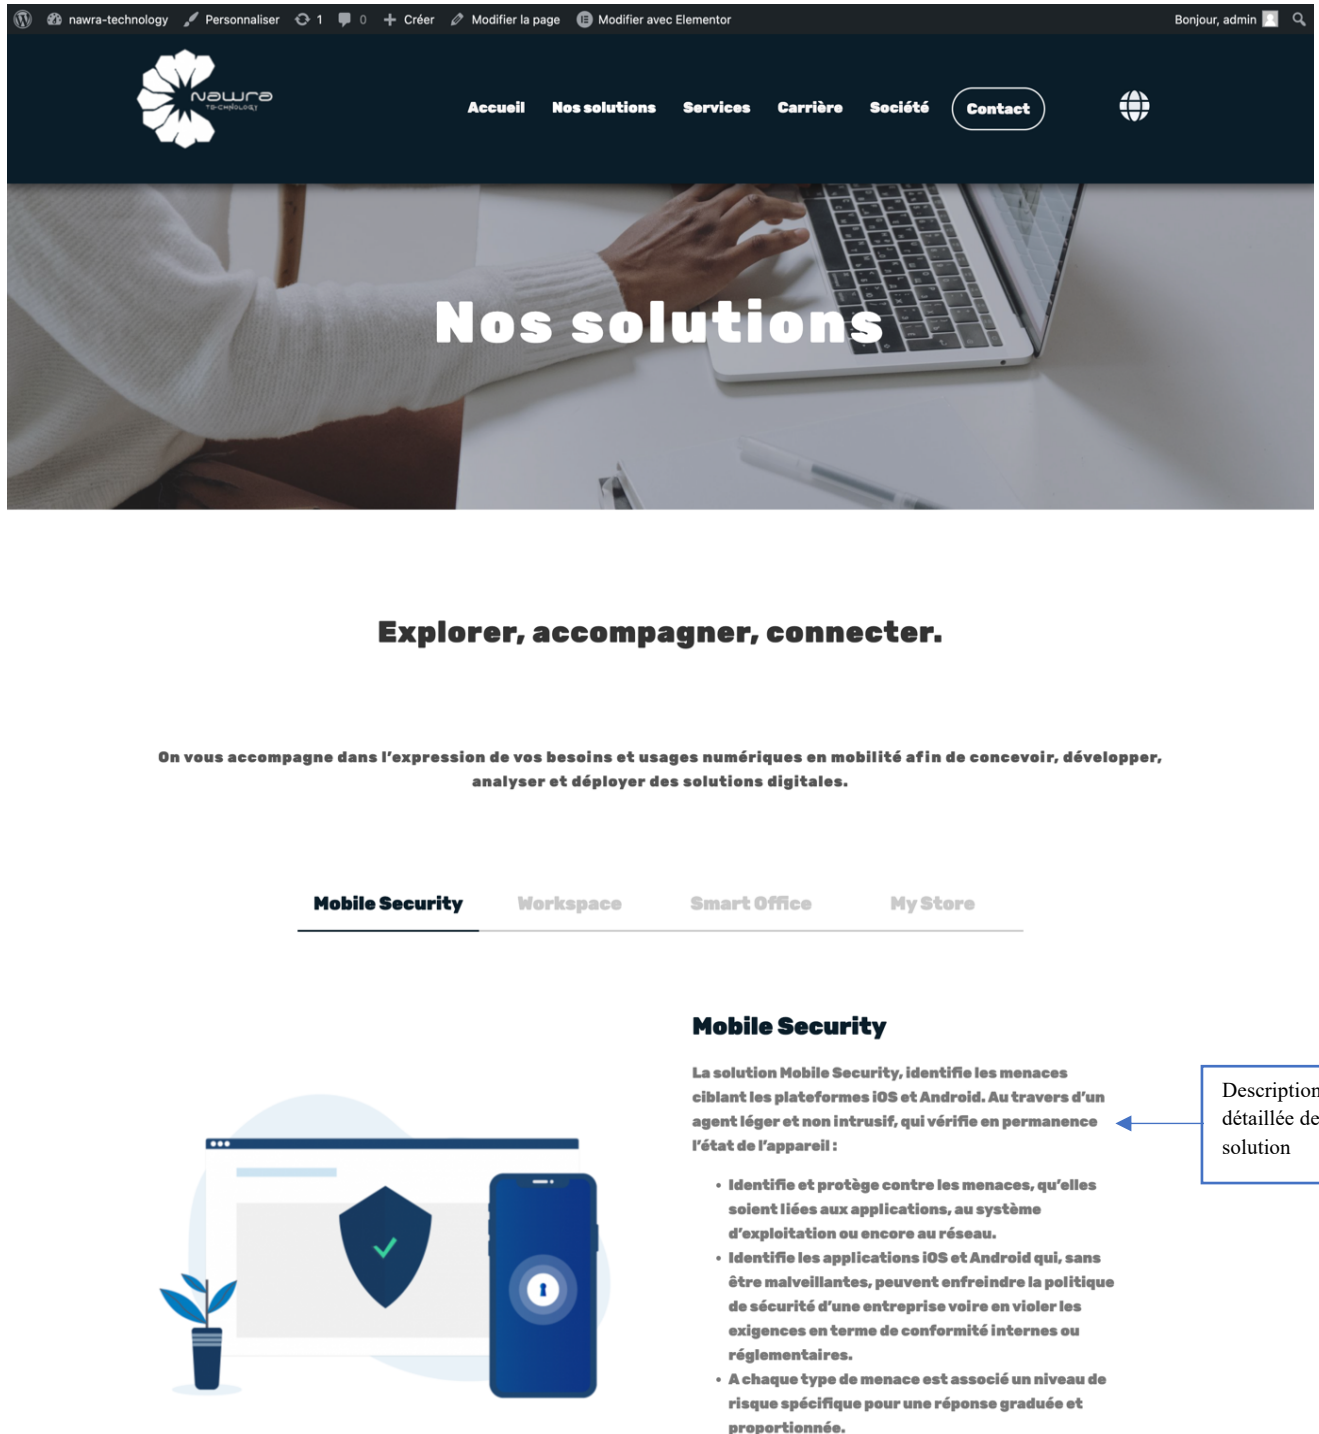 nawra-technology Personnaliser 1 0 Créer Modifier la page Modifier avec Elementor Bonjour, admin
nawra
Accueil Nos solutions Services Carrière Société Contact
Nos solutions
Explorer, accompagner, connecter.
On vous accompagne dans l'expression de vos besoins et usages numériques en mobilité afin de concevoir, développer,
analyser et déployer des solutions digitales.
Mobile Security Workspace Smart Office My Store
Mobile Security
La solution Mobile Security, identifie les menaces
ciblant les plateformes iOS et Android. Au travers d'un
agent léger et non intrusif, qui vérifie en permanence
l'état de l'appareil :
• Identifie et protège contre les menaces, qu'elles
soient liées aux applications, au système
d'exploitation ou encore au réseau.
• Identifie les applications iOS et Android qui, sans
être malveillantes, peuvent enfreindre la politique
de sécurité d'une entreprise voire en violer les
exigences en terme de conformité internes ou
réglementaires.
• A chaque type de menace est associé un niveau de
risque spécifique pour une réponse graduée et
proportionnée.
Description
détaillée de
solution